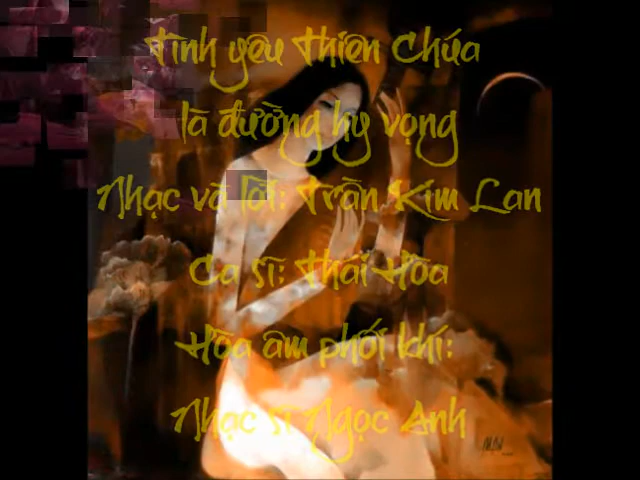 Tình yêu Thiên Chúa
là đường hy vọng
Nhạc và lời: Trần Kim Lan
Ca sĩ: Thái Hòa
Hòa âm phối khí:
Nhạc sĩ Ngọc Anh